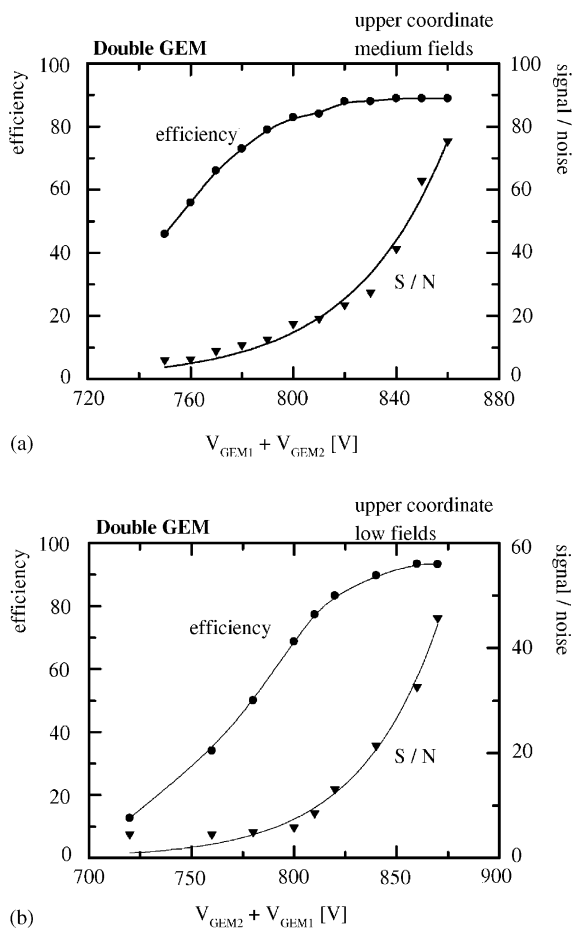 upper coordinate
Double GEM medium fields
100 100
80 80
60 60
40 40
20 20
0 0
efficiency
signal / noise
efficiency
S / N
720 760 800 840 880
(a) V_GEM1 + V_GEM2 [V]
upper coordinate
Double GEM low fields
100 60
80
60 40
40 20
20
0 0
efficiency
signal / noise
efficiency
S / N
700 750 800 850 900
(b) V_GEM2 + V_GEM1 [V]